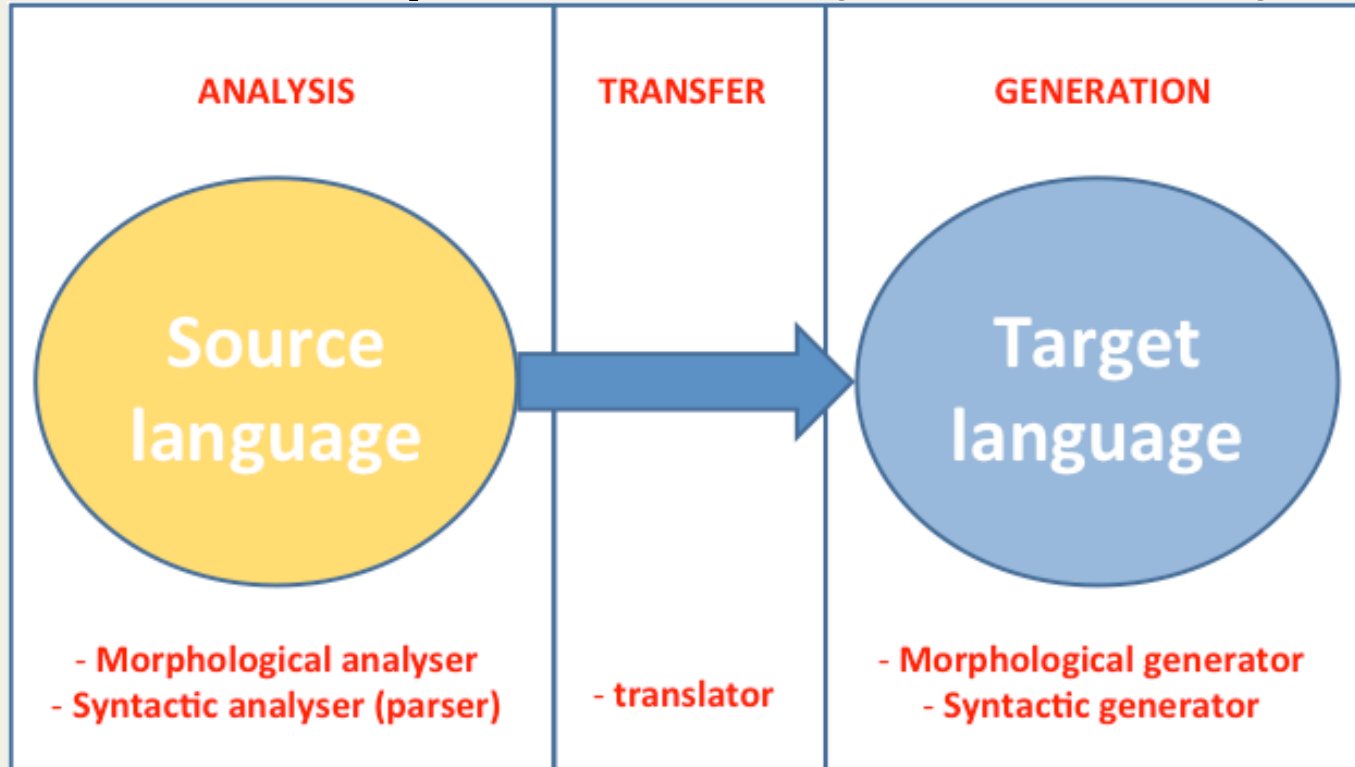 ANALYSIS
TRANSFER
GENERATION
Source
language
Target
language
- Morphological analyser
- Syntactic analyser (parser)
- translator
- Morphological generator
- Syntactic generator